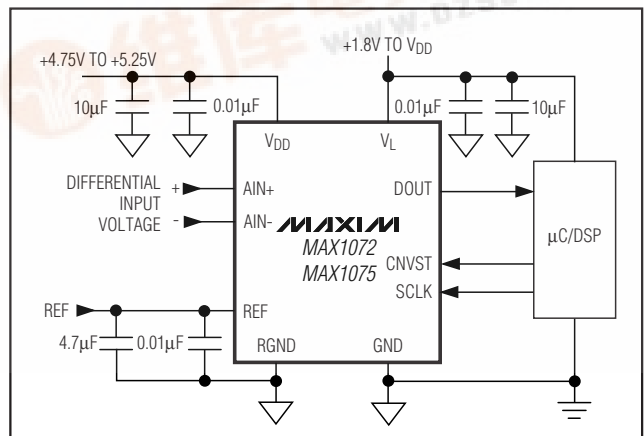 +4.75V TO +5.25V
+1.8V TO VDD
10μF
0.01μF
0.01μF
10μF
VDD
VL
DIFFERENTIAL
INPUT
VOLTAGE
+
-
AIN+
AIN-
DOUT
MAXIM
MAX1072
MAX1075
μC/DSP
CNVST
SCLK
REF
REF
4.7μF
0.01μF
RGND
GND